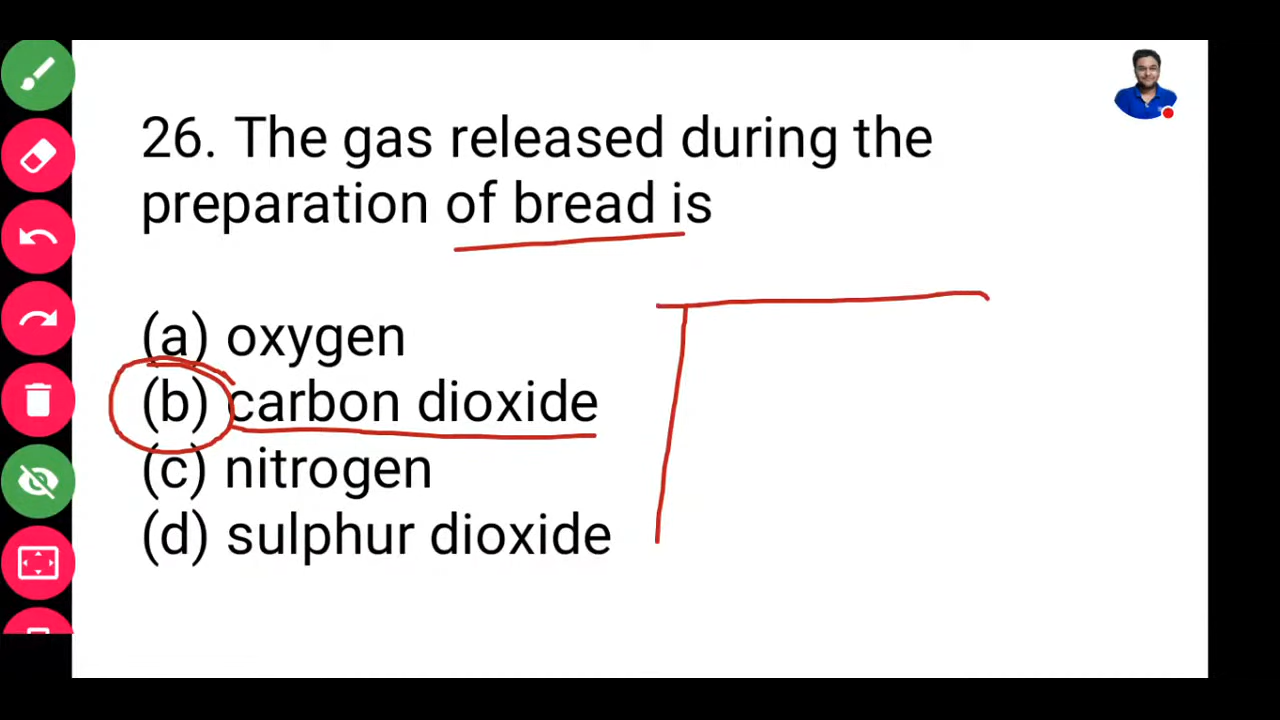 26. The gas released during the
preparation of bread is
(a) oxygen
(b) carbon dioxide
(c) nitrogen
(d) sulphur dioxide